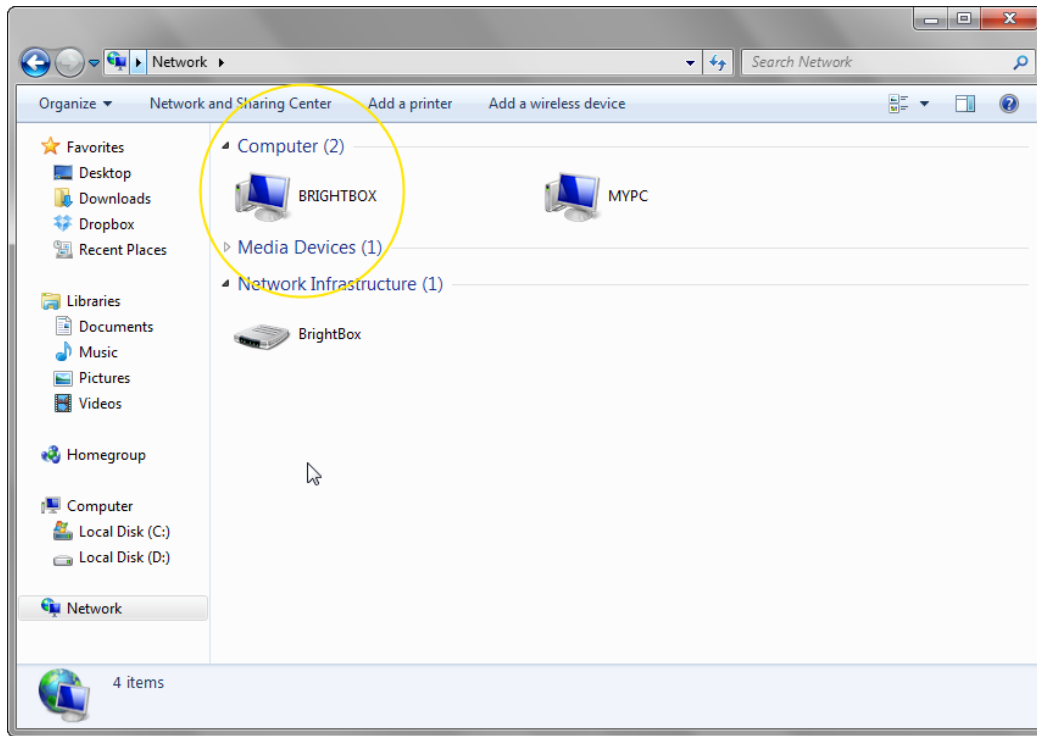 Network
Search Network
Organize
Network and Sharing Center
Add a printer
Add a wireless device
Favorites
Desktop
Downloads
Dropbox
Recent Places
Libraries
Documents
Music
Pictures
Videos
Homegroup
Computer
Local Disk (C:)
Local Disk (D:)
Network
Computer (2)
BRIGHTBOX
MYPC
Media Devices (1)
Network Infrastructure (1)
BrightBox
4 items